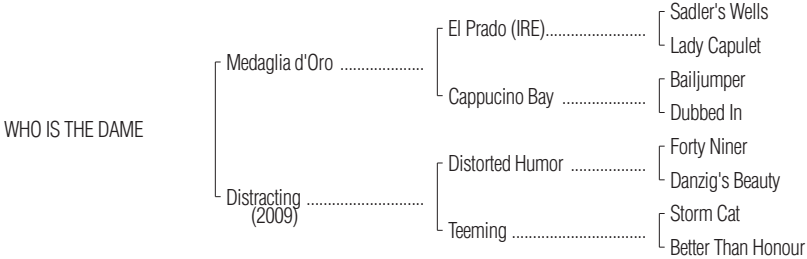 Sadler's Wells
El Prado (IRE)........................
Lady Capulet
Medaglia d'Oro ....................
Bailjumper
Cappucino Bay ....................
Dubbed In
WHO IS THE DAME
Forty Niner
Distorted Humor ..................
Danzig's Beauty
Distracting ............................
(2009)
Storm Cat
Teeming ................................
Better Than Honour